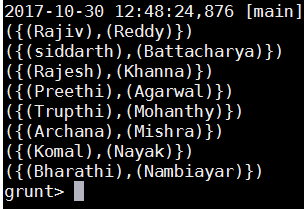 2017-10-30 12:48:24,876 [main]
({(Rajiv),(Reddy)})
({(siddarth),(Battacharya)})
({(Rajesh),(Khanna)})
({(Preethi),(Agarwal)})
({(Trupthi),(Mohanthy)})
({(Archana),(Mishra)})
({(Komal),(Nayak)})
({(Bharathi),(Nambiayar)})
grunt>